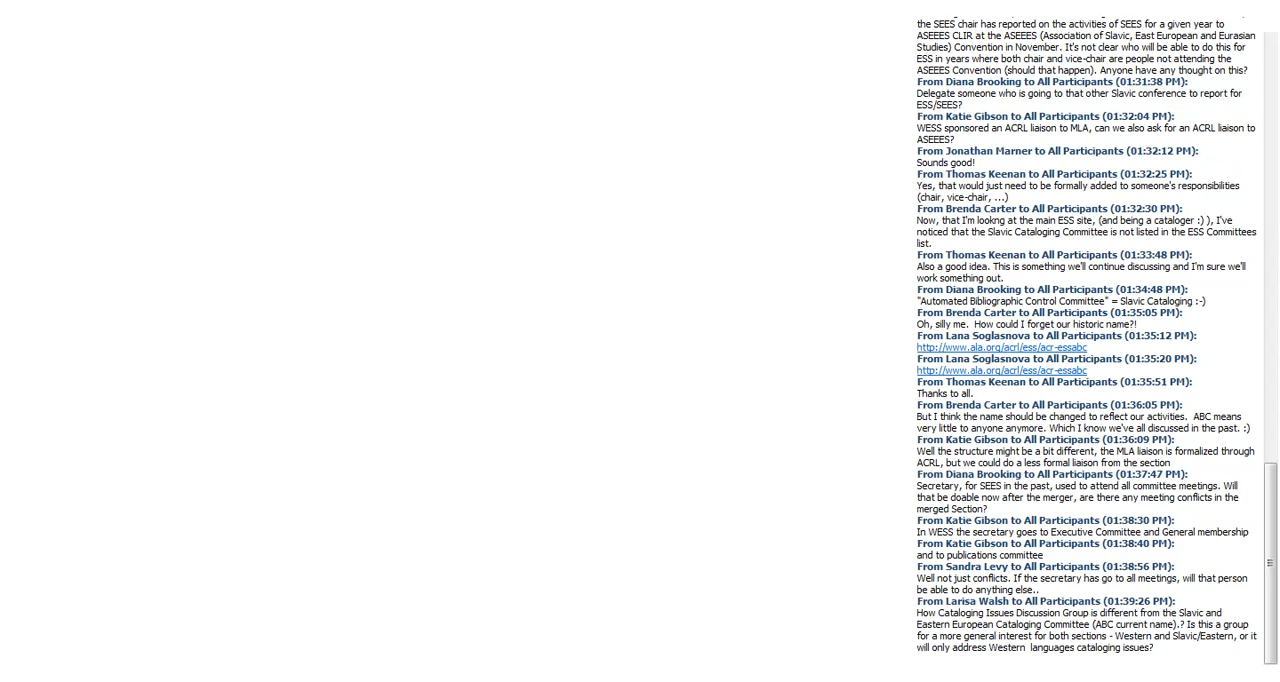 the SEES chair has reported on the activities of SEES for a given year to
ASEEES CLIR at the ASEEES (Association of Slavic, East European and Eurasian
Studies) Convention in November. It's not clear who will be able to do this for
ESS in years where both chair and vice-chair are people not attending the
ASEEES Convention (should that happen). Anyone have any thought on this?
From Diana Brooking to All Participants (01:31:38 PM):
Delegate someone who is going to that other Slavic conference to report for
ESS/SEES?
From Katie Gibson to All Participants (01:32:04 PM):
WESS sponsored an ACRL liaison to MLA, can we also ask for an ACRL liaison to
ASEEES?
From Jonathan Marner to All Participants (01:32:12 PM):
Sounds good!
From Thomas Keenan to All Participants (01:32:25 PM):
Yes, that would just need to be formally added to someone's responsibilities
(chair, vice-chair, ...)
From Brenda Carter to All Participants (01:32:30 PM):
Now, that I'm lookng at the main ESS site, (and being a cataloger :) ), I've
noticed that the Slavic Cataloging Committee is not listed in the ESS Committees
list.
From Thomas Keenan to All Participants (01:33:48 PM):
Also a good idea. This is something we'll continue discussing and I'm sure we'll
work something out.
From Diana Brooking to All Participants (01:34:48 PM):
"Automated Bibliographic Control Committee" = Slavic Cataloging :-)
From Brenda Carter to All Participants (01:35:05 PM):
Oh, silly me.  How could I forget our historic name?!
From Lana Soglasnova to All Participants (01:35:12 PM):
http://www.ala.org/acrl/ess/acr-essabc
From Lana Soglasnova to All Participants (01:35:20 PM):
http://www.ala.org/acrl/ess/acr-essabc
From Thomas Keenan to All Participants (01:35:51 PM):
Thanks to all.
From Brenda Carter to All Participants (01:36:05 PM):
But I think the name should be changed to reflect our activities.  ABC means
very little to anyone anymore. Which I know we've all discussed in the past. :)
From Katie Gibson to All Participants (01:36:09 PM):
Well the structure might be a bit different, the MLA liaison is formalized through
ACRL, but we could do a less formal liaison from the section
From Diana Brooking to All Participants (01:37:47 PM):
Secretary, for SEES in the past, used to attend all committee meetings. Will
that be doable now after the merger, are there any meeting conflicts in the
merged Section?
From Katie Gibson to All Participants (01:38:30 PM):
In WESS the secretary goes to Executive Committee and General membership
From Katie Gibson to All Participants (01:38:40 PM):
and to publications committee
From Sandra Levy to All Participants (01:38:56 PM):
Well not just conflicts. If the secretary has go to all meetings, will that person
be able to do anything else..
From Larisa Walsh to All Participants (01:39:26 PM):
How Cataloging Issues Discussion Group is different from the Slavic and
Eastern European Cataloging Committee (ABC current name).? Is this a group
for a more general interest for both sections - Western and Slavic/Eastern, or it
will only address Western  languages cataloging issues?